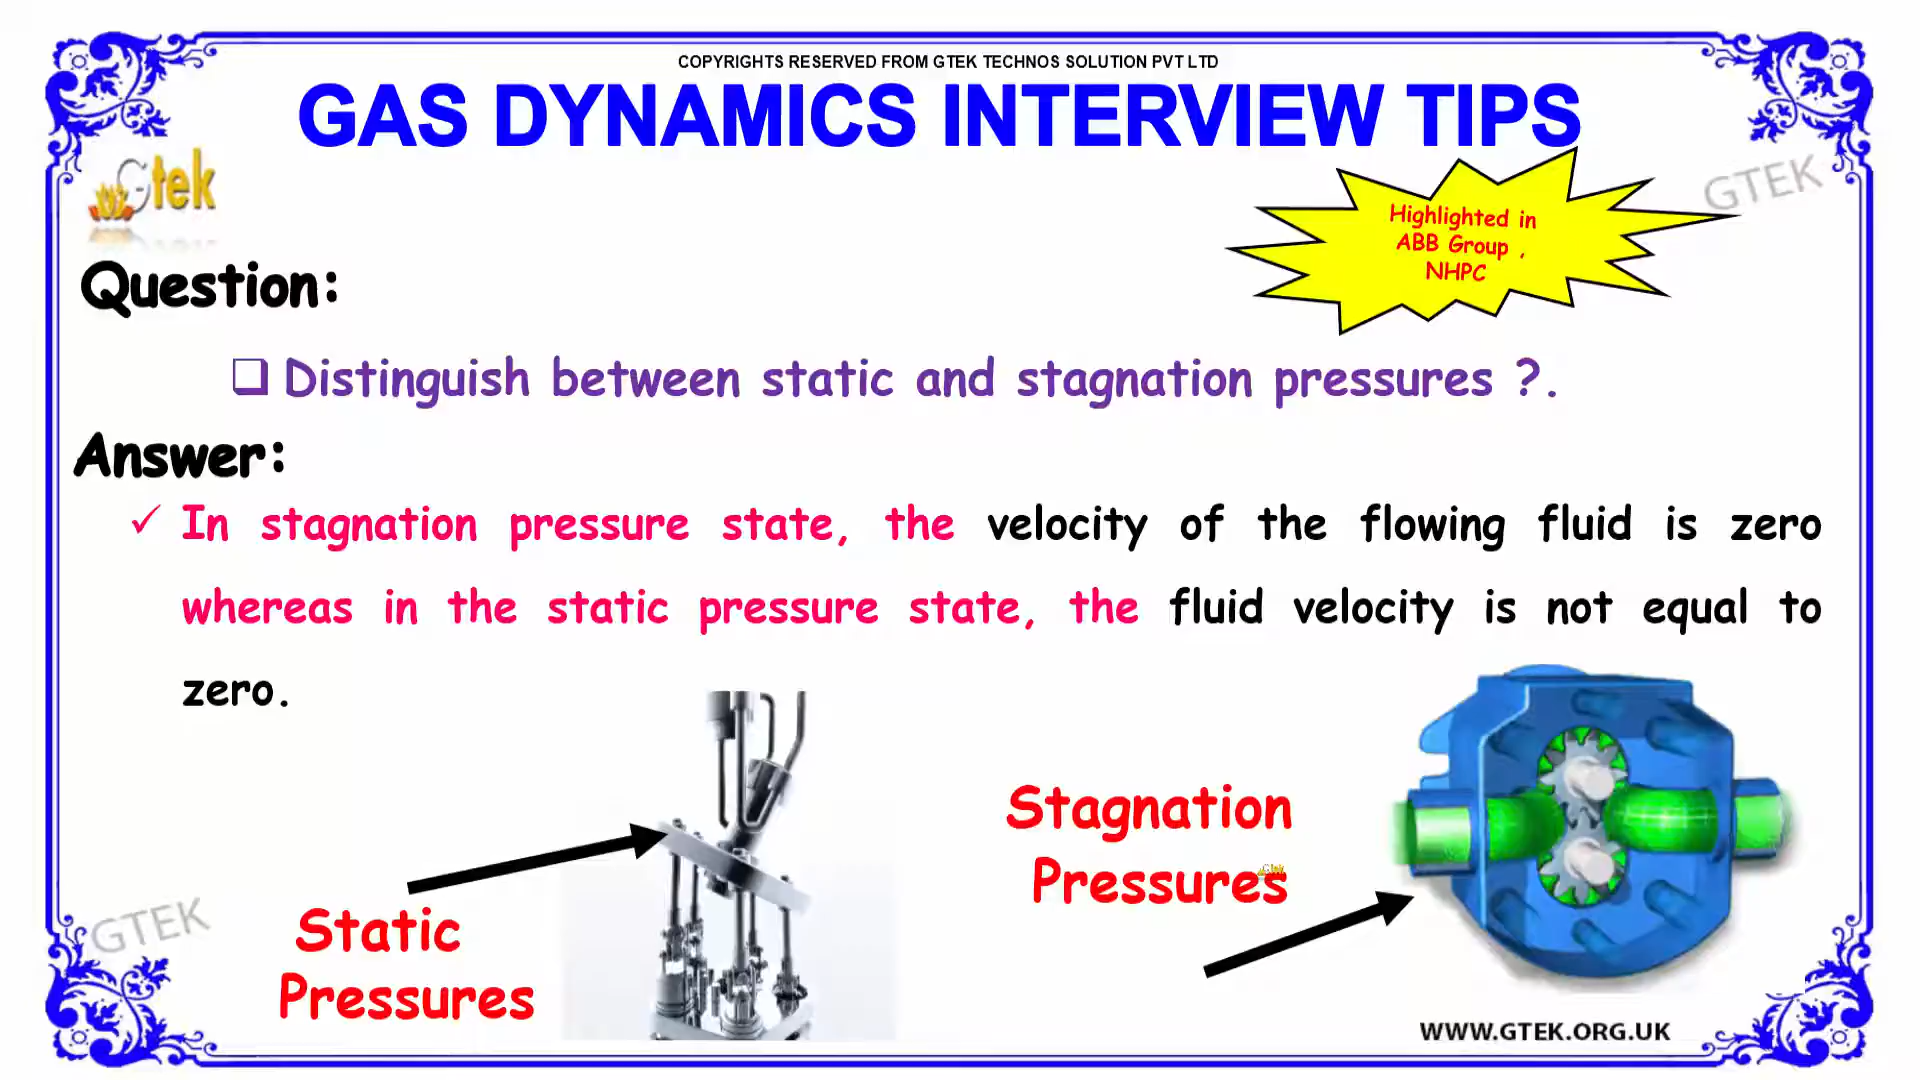 COPYRIGHTS RESERVED FROM GTEK TECHNOS SOLUTION PVT LTD
GAS DYNAMICS INTERVIEW TIPS
GTEK
Gtek
GTEK
Highlighted in
ABB Group ,
NHPC
Question:
Distinguish between static and stagnation pressures ?.
Answer:
In stagnation pressure state, the velocity of the flowing fluid is zero
whereas in the static pressure state, the fluid velocity is not equal to
zero.
Stagnation
Pressures
Static
Pressures
GTEK
WWW.GTEK.ORG.UK